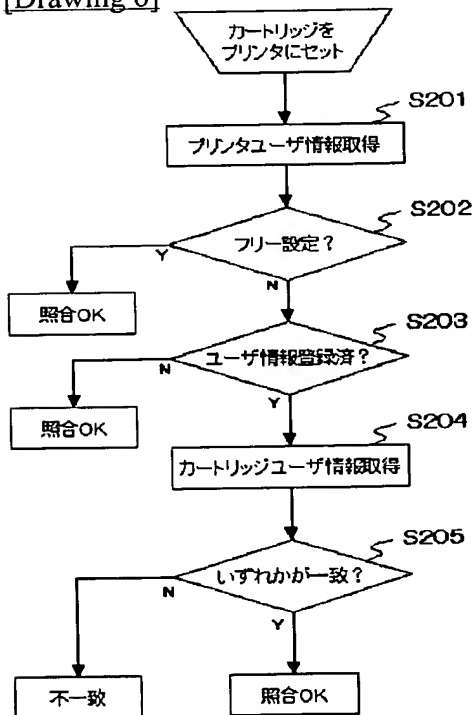 [Drawing 6]
カートリッジを
プリンタにセット
S201
プリンタユーザ情報取得
S202
フリー設定?
Y
N
照合OK
S203
ユーザ情報登録済?
N
Y
照合OK
S204
カートリッジユーザ情報取得
S205
いずれかが一致?
N
Y
不一致
照合OK